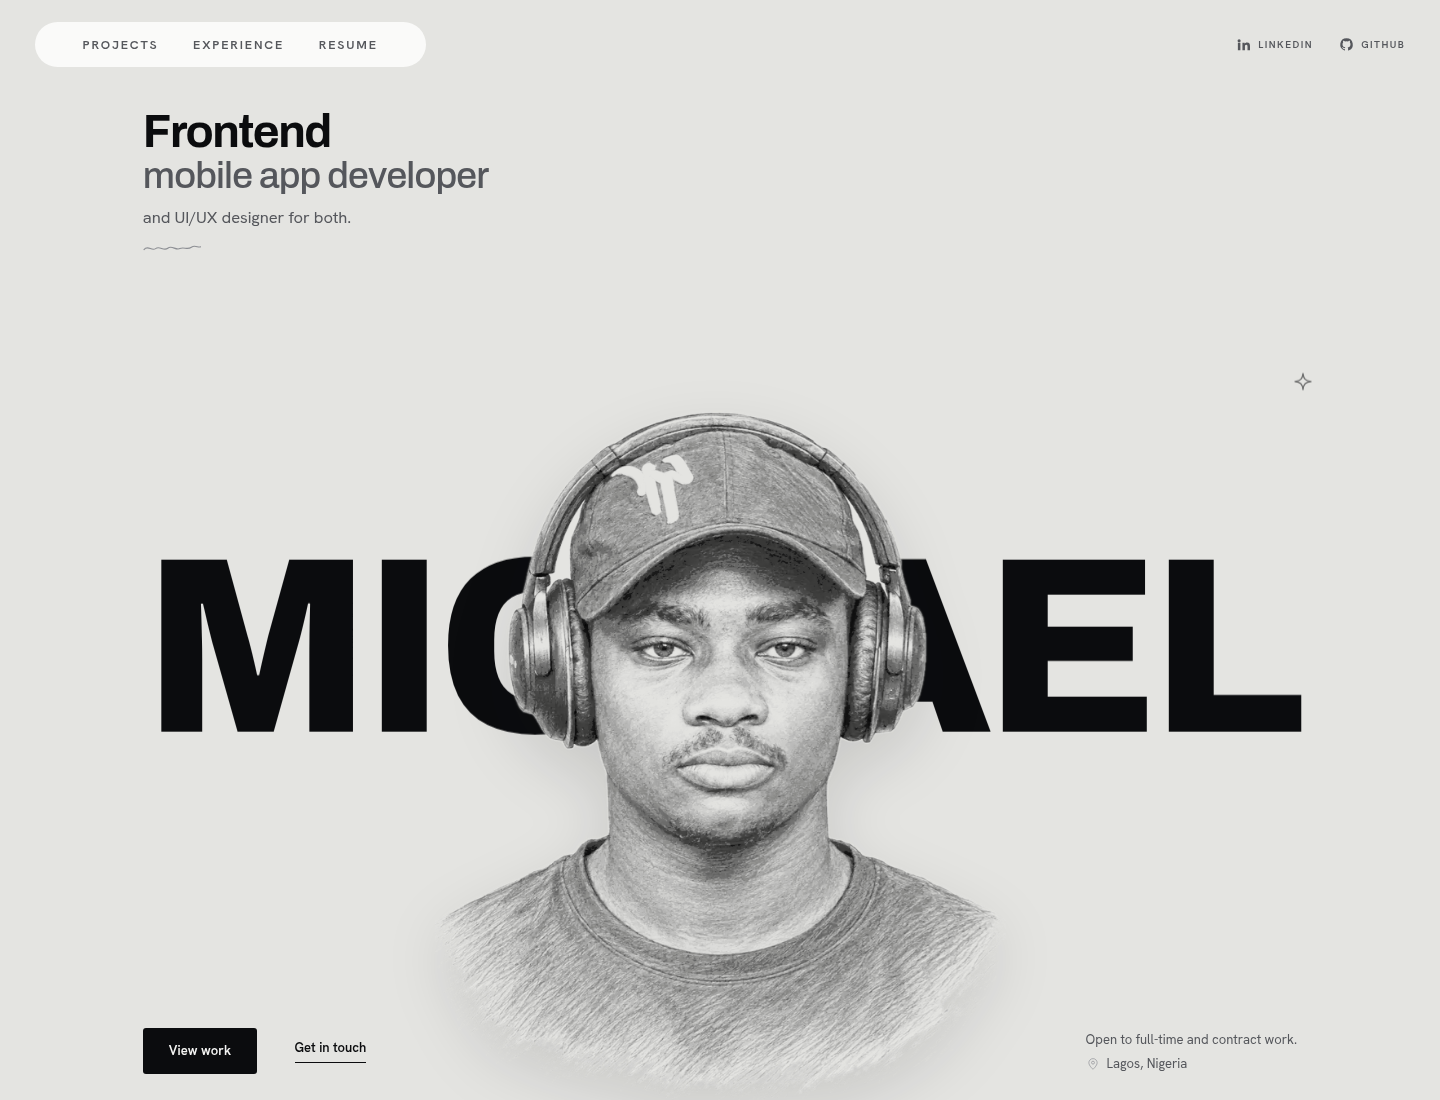 PROJECTS EXPERIENCE RESUME
LINKEDIN GITHUB
Frontend
mobile app developer
and UI/UX designer for both.
MIC AEL
View work
Get in touch
Open to full-time and contract work.
Lagos, Nigeria